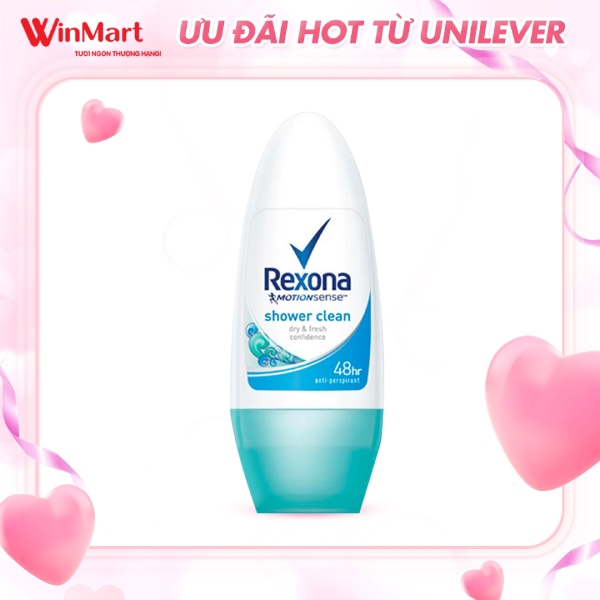 WinMart
TƯƠI NGON THƯỢNG HẠNG!
ƯU ĐÃI HOT TỪ UNILEVER
Rexona
MOTIONsense™
shower clean
dry & fresh
confidence
48hr
anti-perspirant